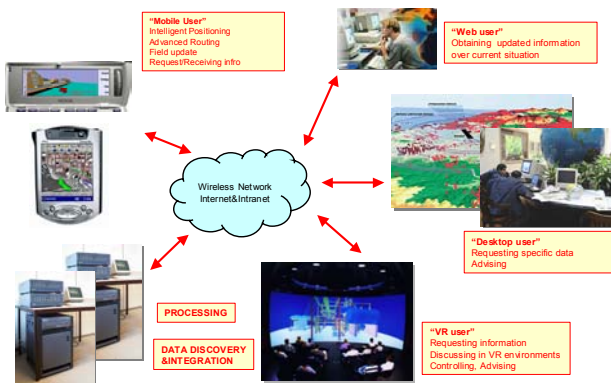 “Mobile User”
Intelligent Positioning
Advanced Routing
Field update
Request/Receiving info
“Web user”
Obtaining updated information
over current situation
Wireless Network
Internet&Intranet
“Desktop user”
Requesting specific data
Advising
PROCESSING
DATA DISCOVERY
&INTEGRATION
“VR user”
Requesting information
Discussing in VR environments
Controlling, Advising